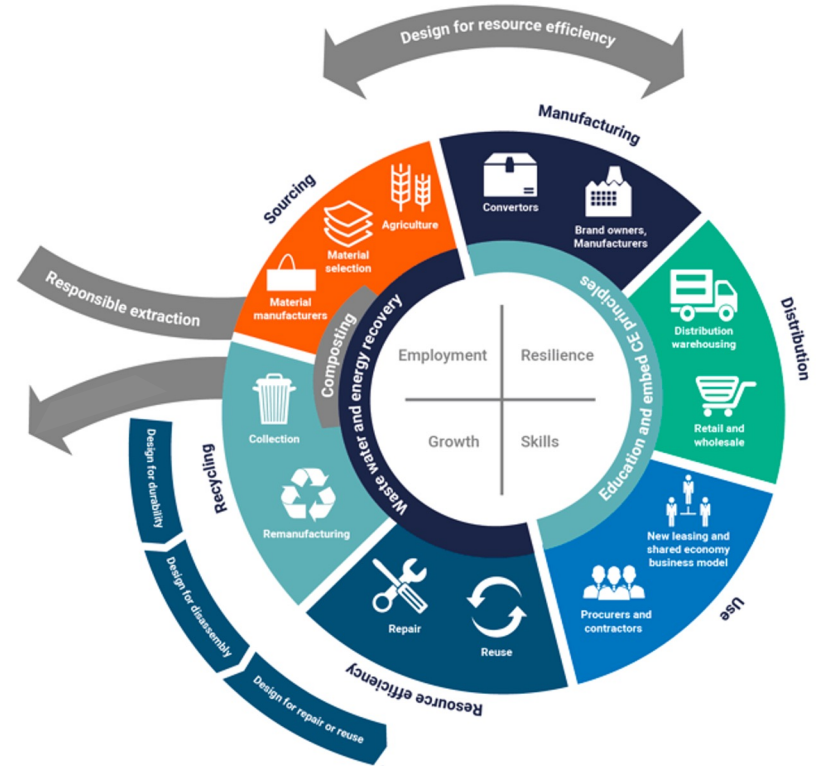 Design for resource efficiency
Manufacturing
Convertors
Brand owners,
Manufacturers
Sourcing
Agriculture
Material
selection
Material
manufacturers
Responsible extraction
Distribution
Distribution
warehousing
Retail and
wholesale
Composting
Waste water and energy recovery
Education and embed CE principles
Employment
Resilience
Growth
Skills
Recycling
Collection
Remanufacturing
Use
New leasing and
shared economy
business model
Procurers and
contractors
Resource efficiency
Repair
Reuse
Design for durability
Design for disassembly
Design for repair or reuse